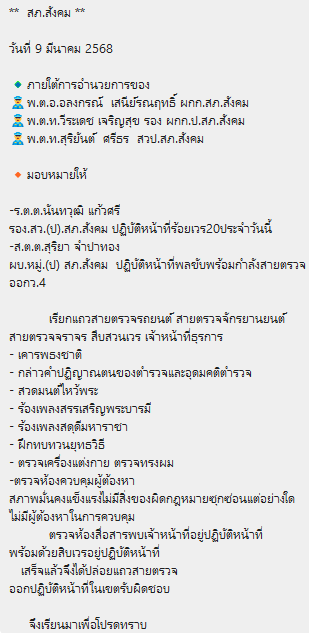 ** สภ.สังคม **
วันที่ 9 มีนาคม 2568
🔹ภายใต้การอำนวยการของ
👮พ.ต.อ.อลงกรณ์ เสนีย์รณฤทธิ์ ผกก.สภ.สังคม
👮พ.ต.ท.วีระเดช เจริญสุข รอง ผกก.ป.สภ.สังคม
👮พ.ต.ท.สุริยันต์ ศรีธร สวป.สภ.สังคม
🔸มอบหมายให้
-ร.ต.ต.นันทวุฒิ แก้วศรี
รอง.สว.(ป).สภ.สังคม ปฏิบัติหน้าที่ร้อยเวร20ประจำวันนี้
-ส.ต.ต.สุริยา จำปาทอง
ผบ.หมู่.(ป) สภ.สังคม ปฏิบัติหน้าที่พลขับพร้อมกำลังสายตรวจ
ออกว.4
เรียกแถวสายตรวจรถยนต์ สายตรวจจักรยานยนต์
สายตรวจจราจร สืบสวนเวร เจ้าหน้าที่ธุรการ
- เคารพธงชาติ
- กล่าวคำปฏิญาณตนของตำรวจและอุดมคติตำรวจ
- สวดมนต์ไหว้พระ
- ร้องเพลงสรรเสริญพระบารมี
- ร้องเพลงสดุดีมหาราชา
- ฝึกทบทวนยุทธวิธี
- ตรวจเครื่องแต่งกาย ตรวจทรงผม
-ตรวจห้องควบคุมผู้ต้องหา
สภาพมั่นคงแข็งแรงไม่มีสิ่งของผิดกฎหมายซุกซ่อนแต่อย่างใด
ไม่มีผู้ต้องหาในการควบคุม
ตรวจห้องสื่อสารพบเจ้าหน้าที่อยู่ปฏิบัติหน้าที่
พร้อมด้วยสิบเวรอยู่ปฏิบัติหน้าที่
เสร็จแล้วจึงได้ปล่อยแถวสายตรวจ
ออกปฏิบัติหน้าที่ในเขตรับผิดชอบ
จึงเรียนมาเพื่อโปรดทราบ